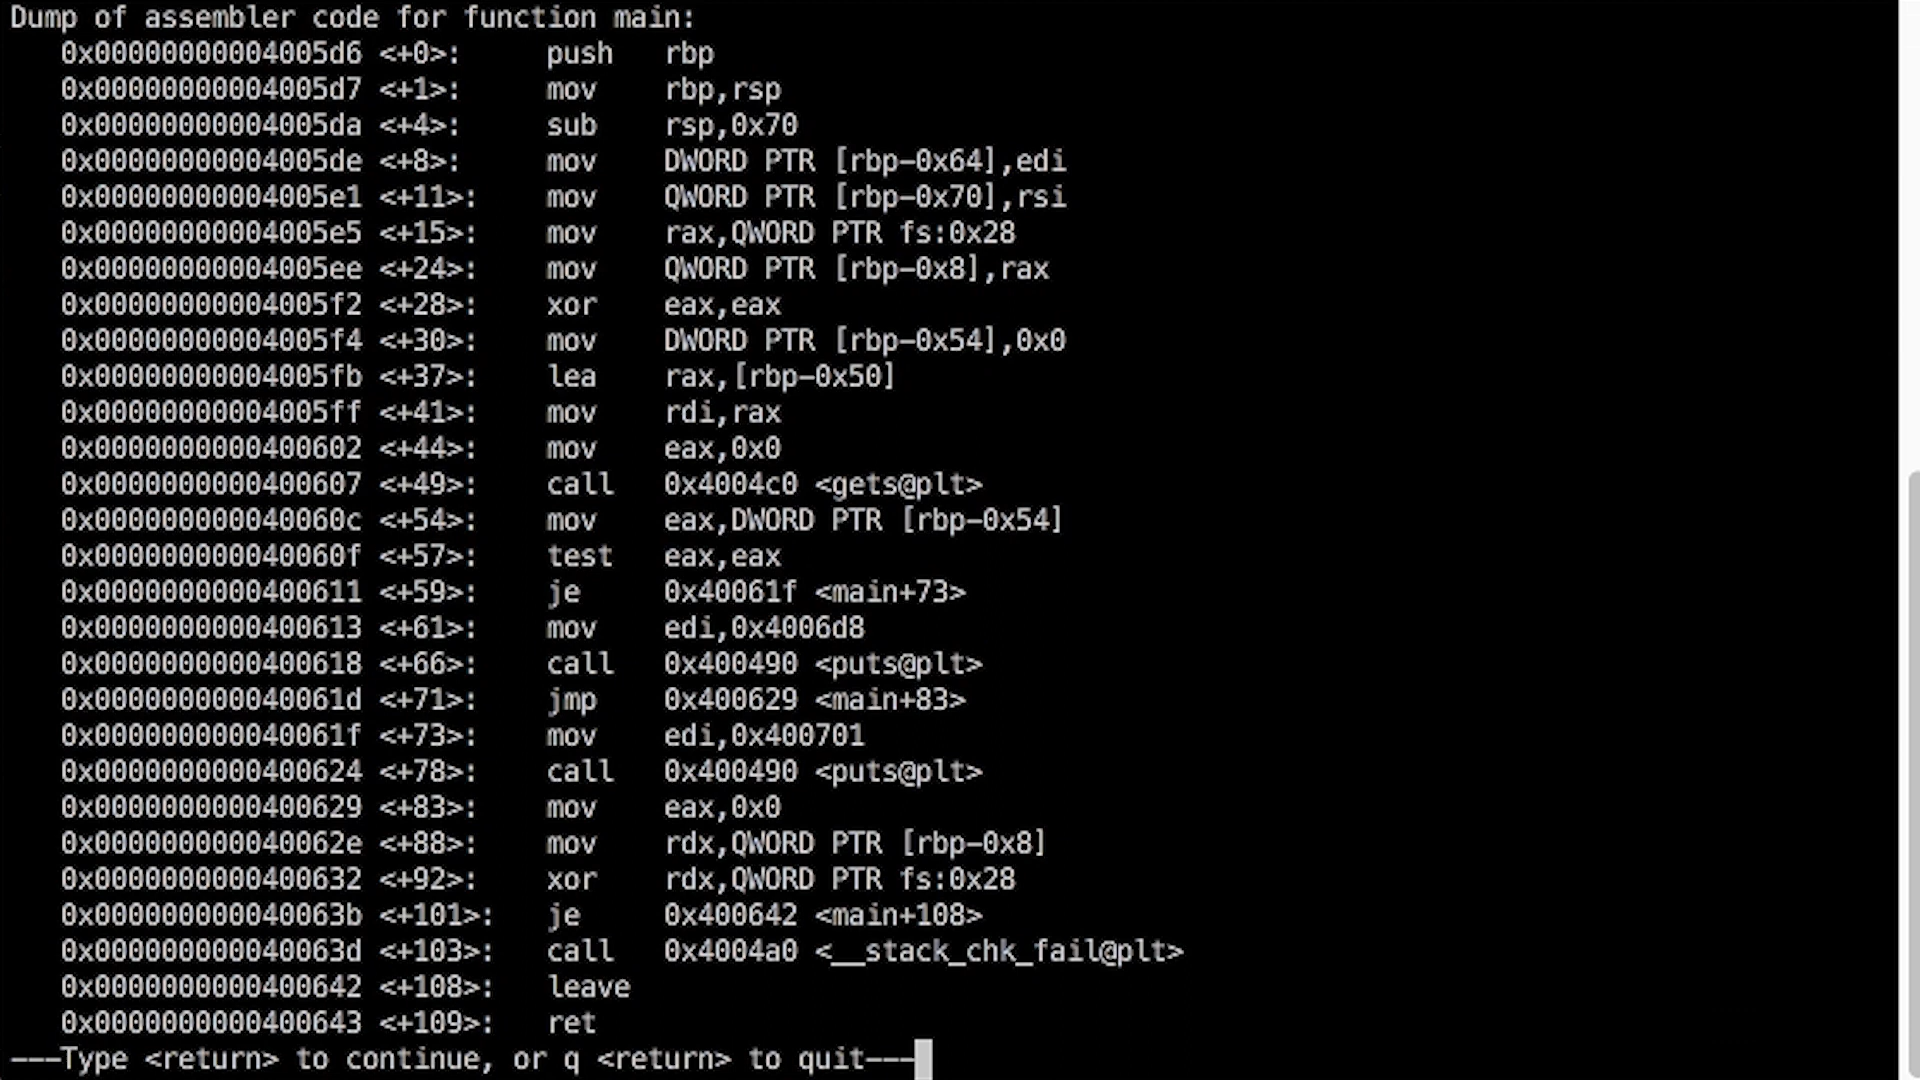 Dump of assembler code for function main:
0x00000000004005d6 <+0>: push rbp
0x00000000004005d7 <+1>: mov rbp,rsp
0x00000000004005da <+4>: sub rsp,0x70
0x00000000004005de <+8>: mov DWORD PTR [rbp-0x64],edi
0x00000000004005e1 <+11>: mov QWORD PTR [rbp-0x70],rsi
0x00000000004005e5 <+15>: mov rax,QWORD PTR fs:0x28
0x00000000004005ee <+24>: mov QWORD PTR [rbp-0x8],rax
0x00000000004005f2 <+28>: xor eax,eax
0x00000000004005f4 <+30>: mov DWORD PTR [rbp-0x54],0x0
0x00000000004005fb <+37>: lea rax,[rbp-0x50]
0x00000000004005ff <+41>: mov rdi,rax
0x0000000000400602 <+44>: mov eax,0x0
0x0000000000400607 <+49>: call 0x4004c0 <gets@plt>
0x000000000040060c <+54>: mov eax,DWORD PTR [rbp-0x54]
0x000000000040060f <+57>: test eax,eax
0x0000000000400611 <+59>: je 0x40061f <main+73>
0x0000000000400613 <+61>: mov edi,0x4006d8
0x0000000000400618 <+66>: call 0x400490 <puts@plt>
0x000000000040061d <+71>: jmp 0x400629 <main+83>
0x000000000040061f <+73>: mov edi,0x400701
0x0000000000400624 <+78>: call 0x400490 <puts@plt>
0x0000000000400629 <+83>: mov eax,0x0
0x000000000040062e <+88>: mov rdx,QWORD PTR [rbp-0x8]
0x0000000000400632 <+92>: xor rdx,QWORD PTR fs:0x28
0x000000000040063b <+101>: je 0x400642 <main+108>
0x000000000040063d <+103>: call 0x4004a0 <__stack_chk_fail@plt>
0x0000000000400642 <+108>: leave
0x0000000000400643 <+109>: ret
---Type <return> to continue, or q <return> to quit---